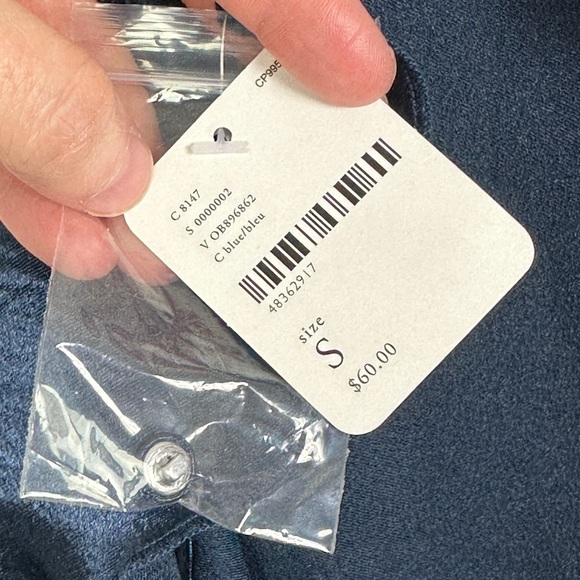 CP995
C 8147
S 0000002
V OB896862
C blue/bleu
48362917
size
S
$60.00